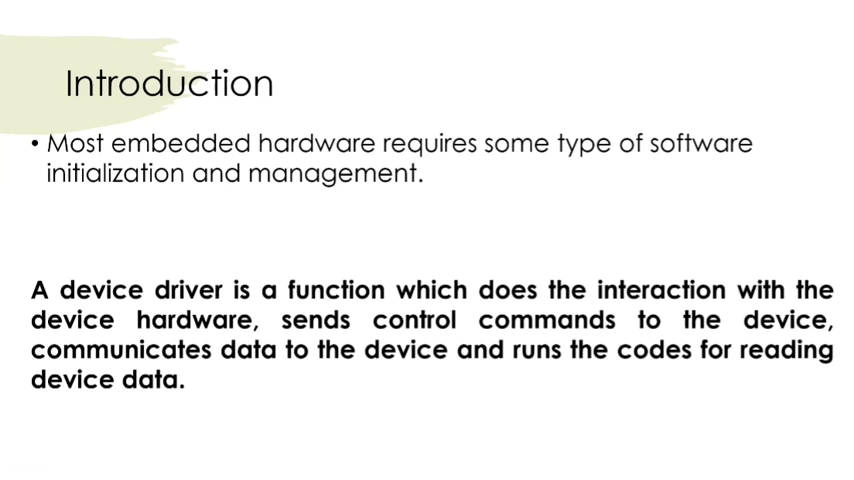 Introduction
• Most embedded hardware requires some type of software
initialization and management.
A device driver is a function which does the interaction with the
device hardware, sends control commands to the device,
communicates data to the device and runs the codes for reading
device data.